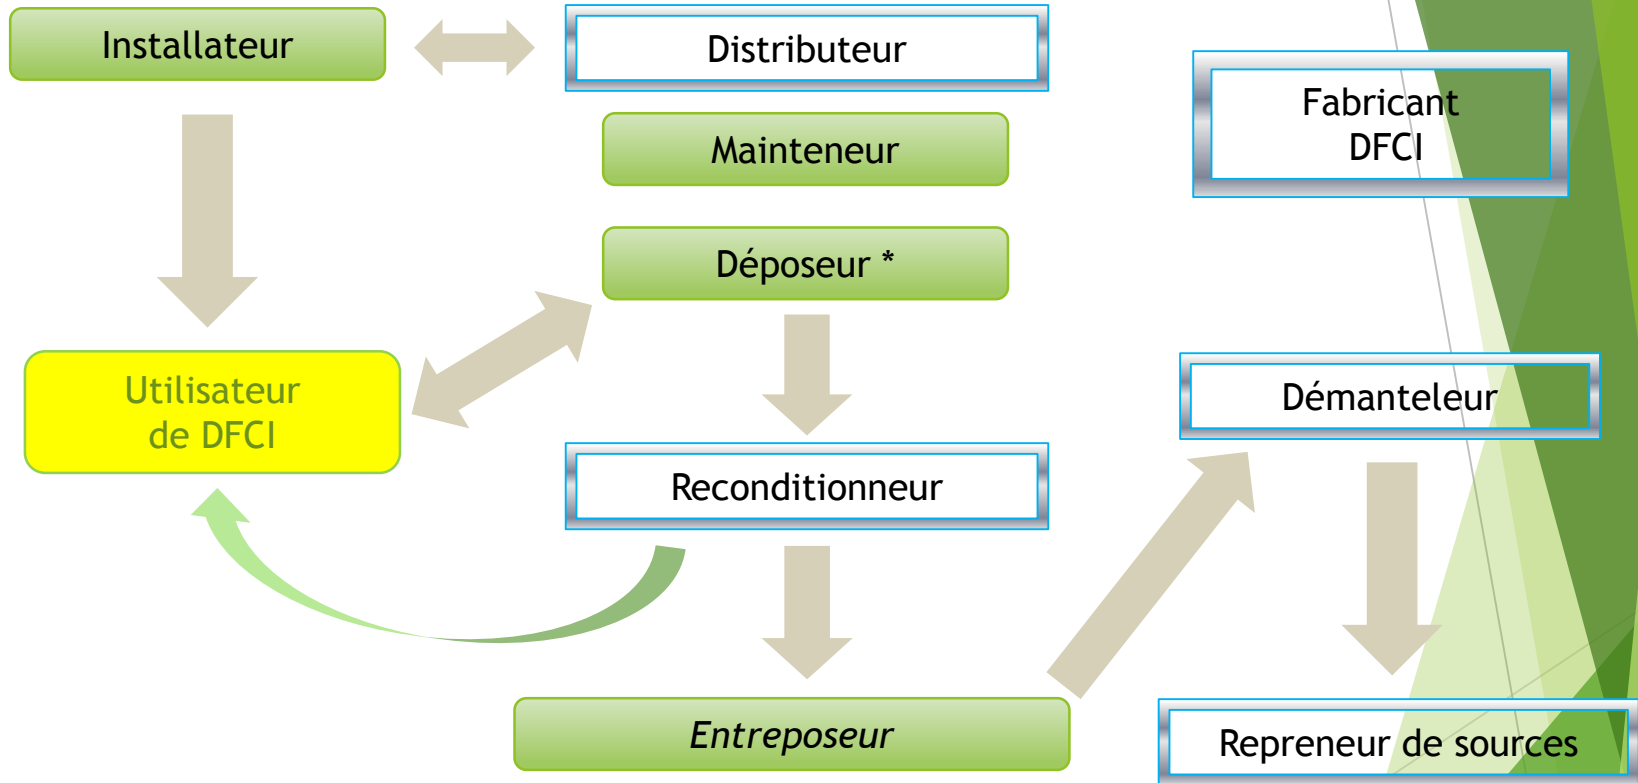 Installateur
Distributeur
Fabricant
DFCI
Mainteneur
Déposeur *
Utilisateur
de DFCI
Démanteleur
Reconditionneur
Entreposeur
Repreneur de sources